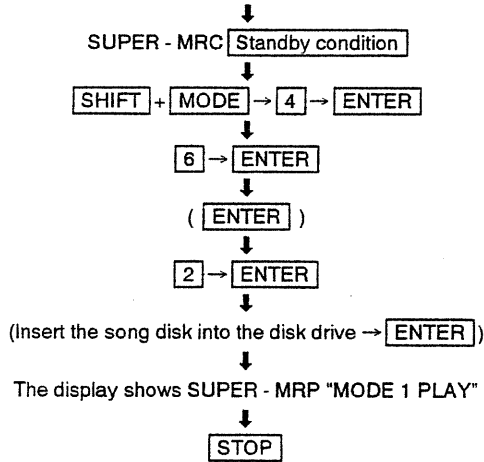 SUPER - MRC Standby condition
SHIFT + MODE → 4 → ENTER
6 → ENTER
( ENTER )
2 → ENTER
(Insert the song disk into the disk drive → ENTER )
The display shows SUPER - MRP "MODE 1 PLAY"
STOP